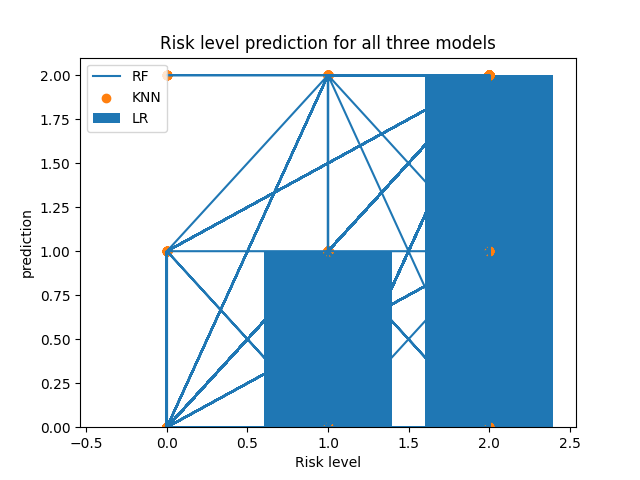 Risk level prediction for all three models
RF
KNN
LR
2.00
1.75
1.50
1.25
1.00
0.75
0.50
0.25
0.00
prediction
−0.5 0.0 0.5 1.0 1.5 2.0 2.5
Risk level